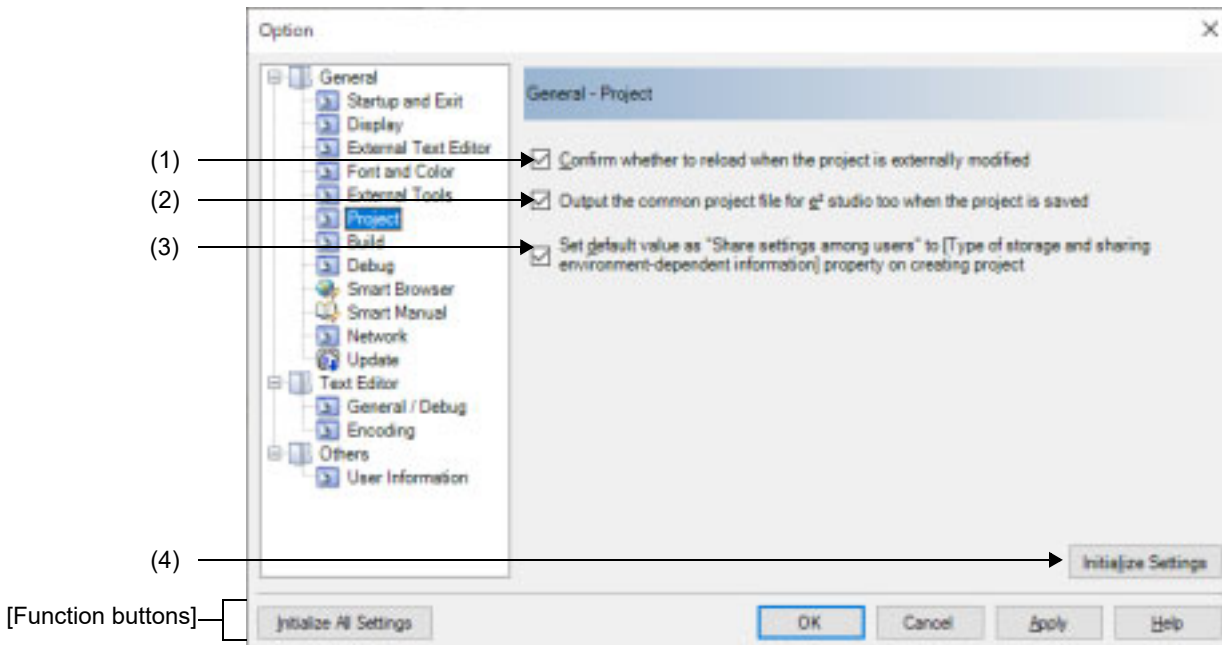 Option
General
Startup and Exit
Display
External Text Editor
Font and Color
External Tools
Project
Build
Debug
Smart Browser
Smart Manual
Network
Update
Text Editor
General / Debug
Encoding
Others
User Information
General - Project
(1)
Confirm whether to reload when the project is externally modified
(2)
Output the common project file for e² studio too when the project is saved
(3)
Set default value as "Share settings among users" to [Type of storage and sharing
environment-dependent information] property on creating project
(4)
Initialize Settings
[Function buttons]
Initialize All Settings
OK
Cancel
Apply
Help